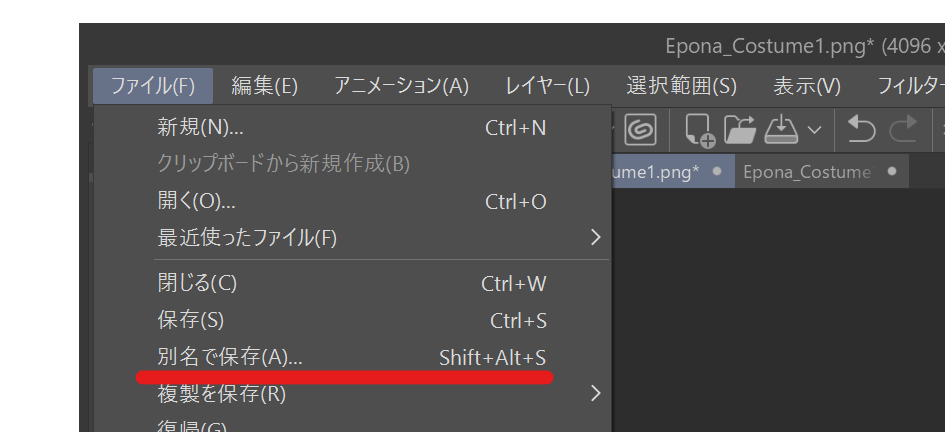 Epona_Costume1.png* (4096 x
ファイル(F) 編集(E) アニメーション(A) レイヤー(L) 選択範囲(S) 表示(V) フィルター
新規(N)... Ctrl+N
クリップボードから新規作成(B)
ume1.png* Epona_Costume
開く(O)... Ctrl+O
最近使ったファイル(F)
閉じる(C) Ctrl+W
保存(S) Ctrl+S
別名で保存(A)... Shift+Alt+S
複製を保存(R)
復帰(G)